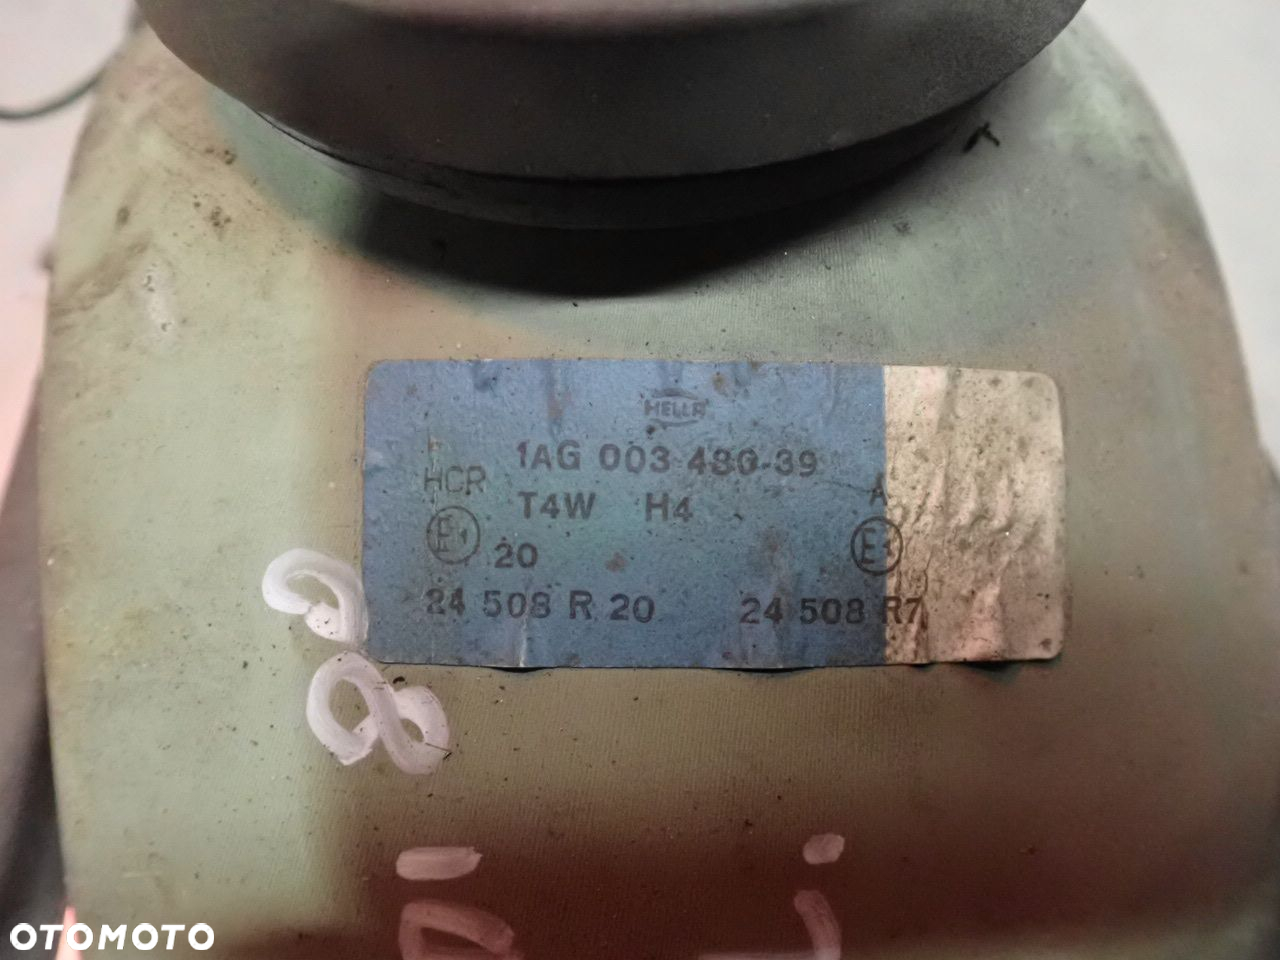 HELLA
1AG 003 480-39
HCR
T4W H4
A
E1
20
E1
24 508 R 20
24 508 R7
OTOMOTO